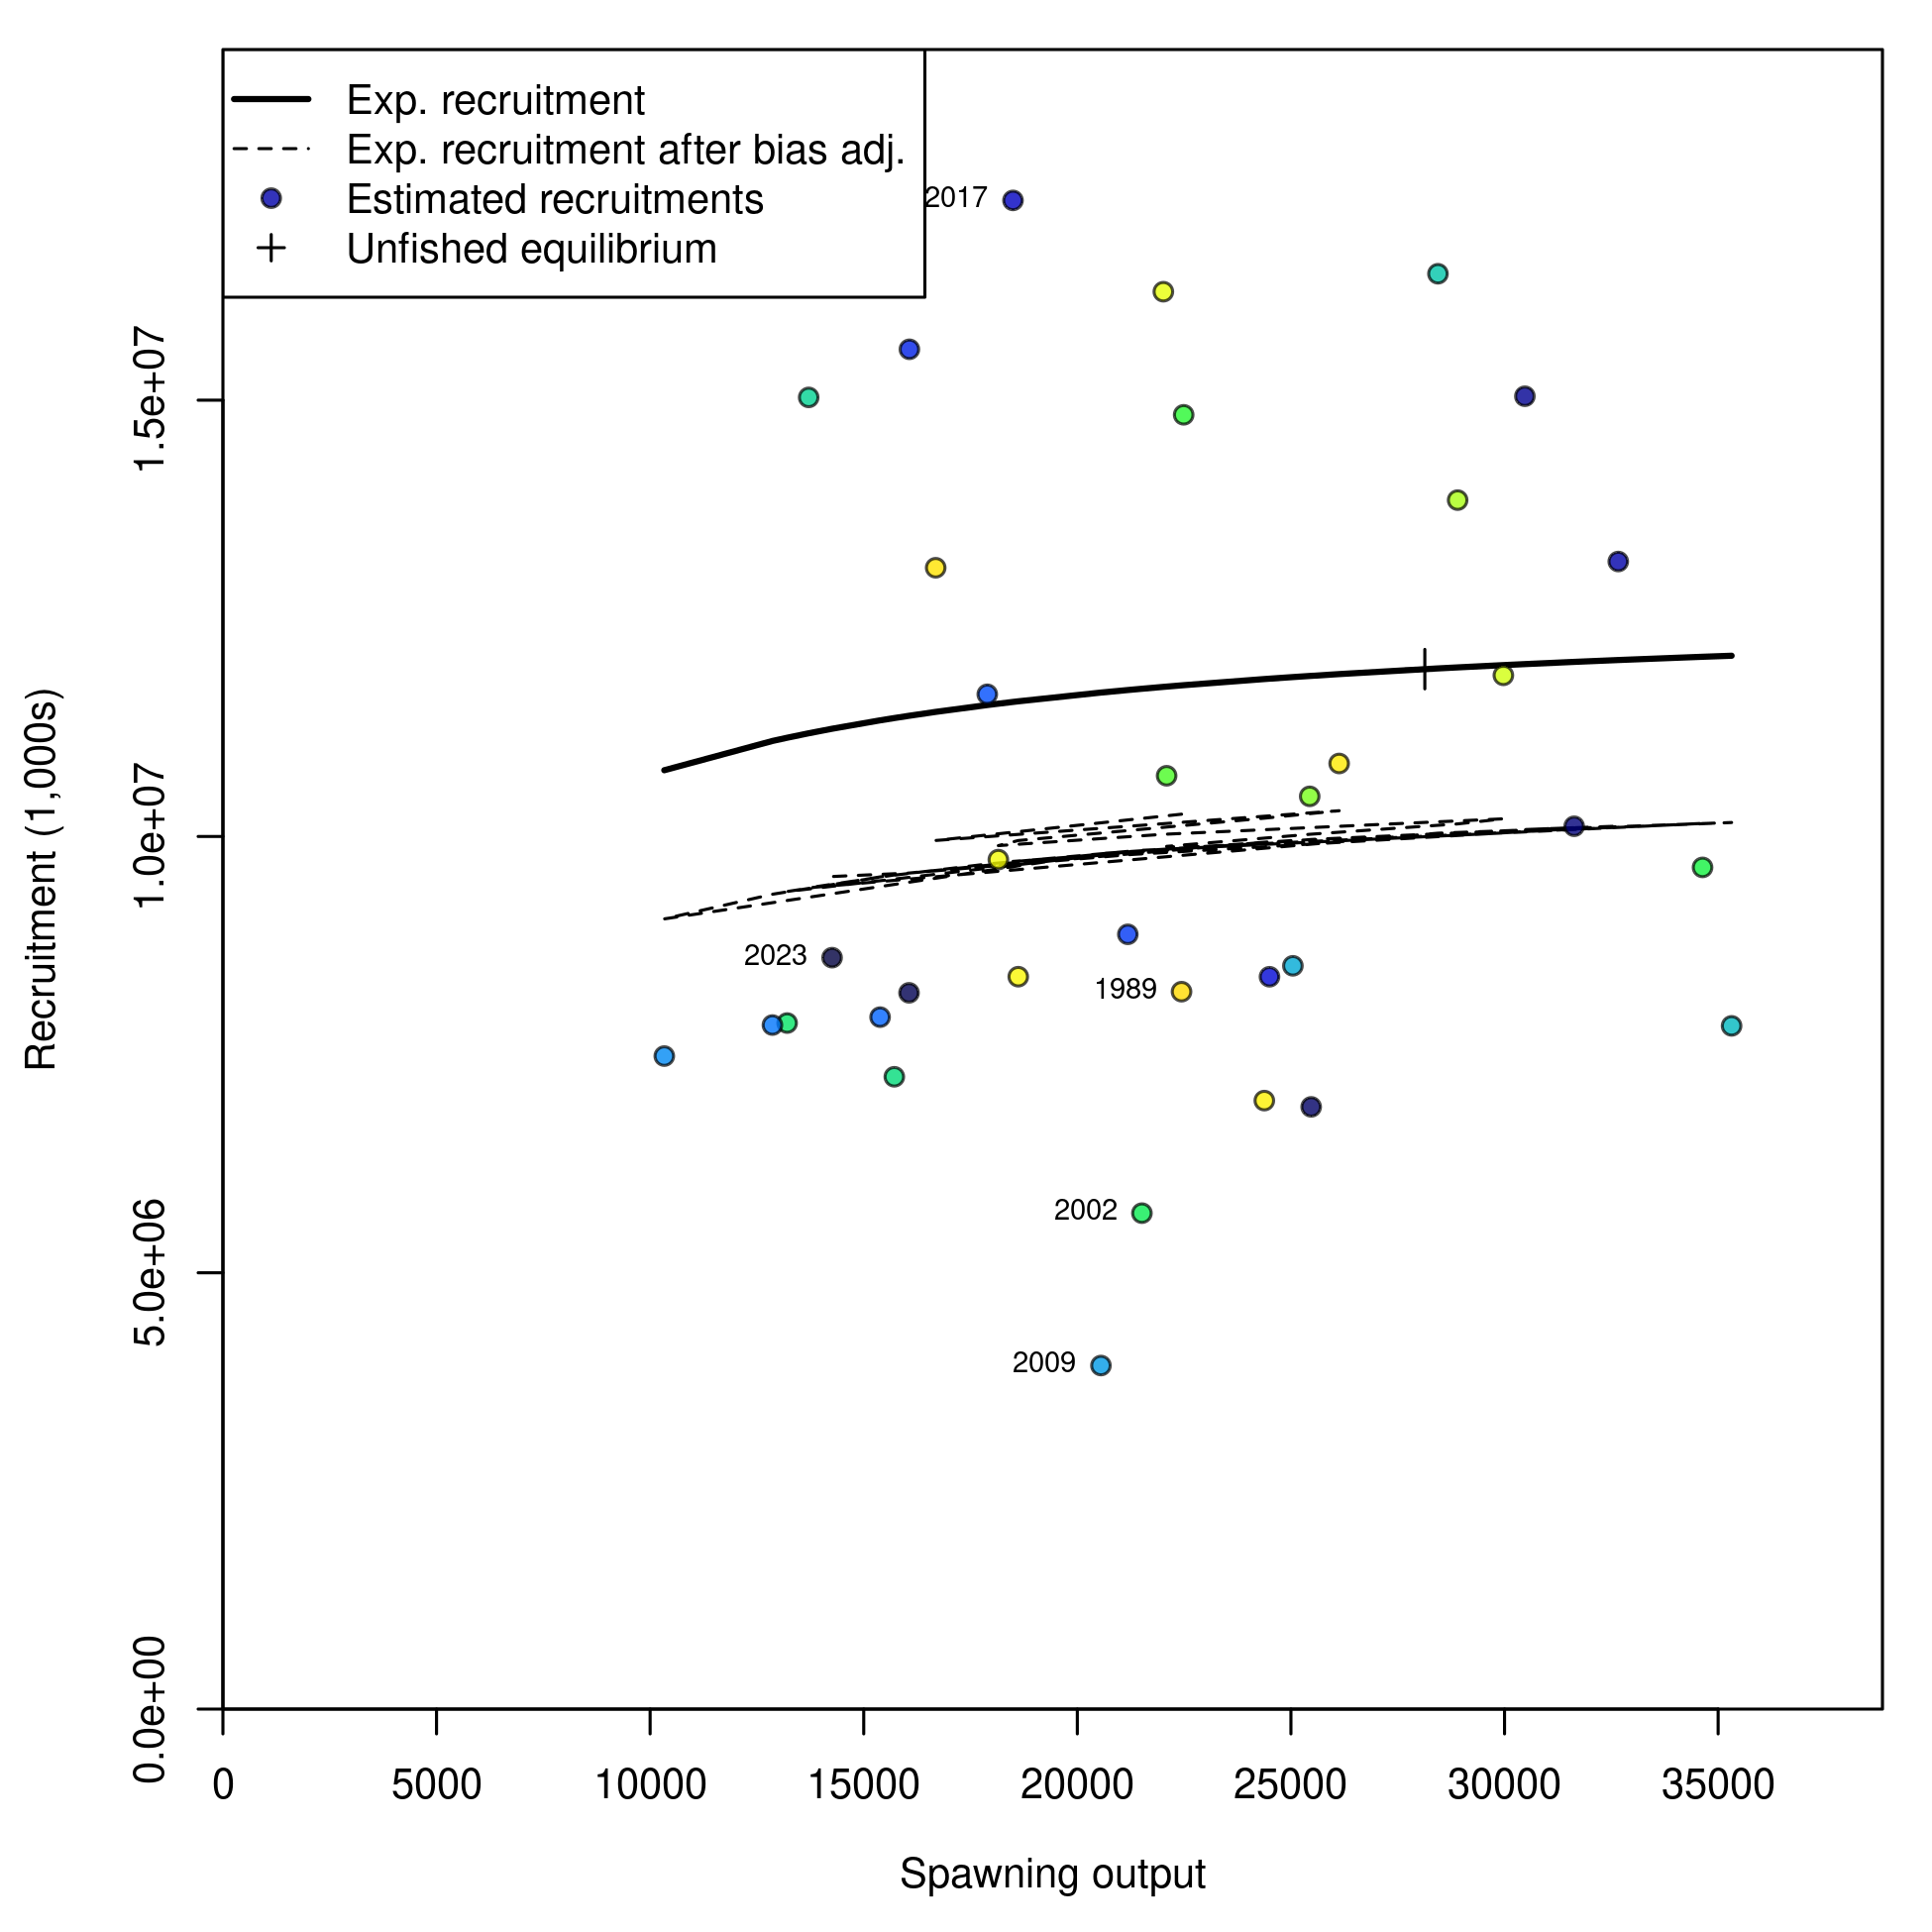 Exp. recruitment
Exp. recruitment after bias adj.
Estimated recruitments
Unfished equilibrium
2017
2023
1989
2002
2009
Recruitment (1,000s)
1.5e+07
1.0e+07
5.0e+06
0.0e+00
0 5000 10000 15000 20000 25000 30000 35000
Spawning output